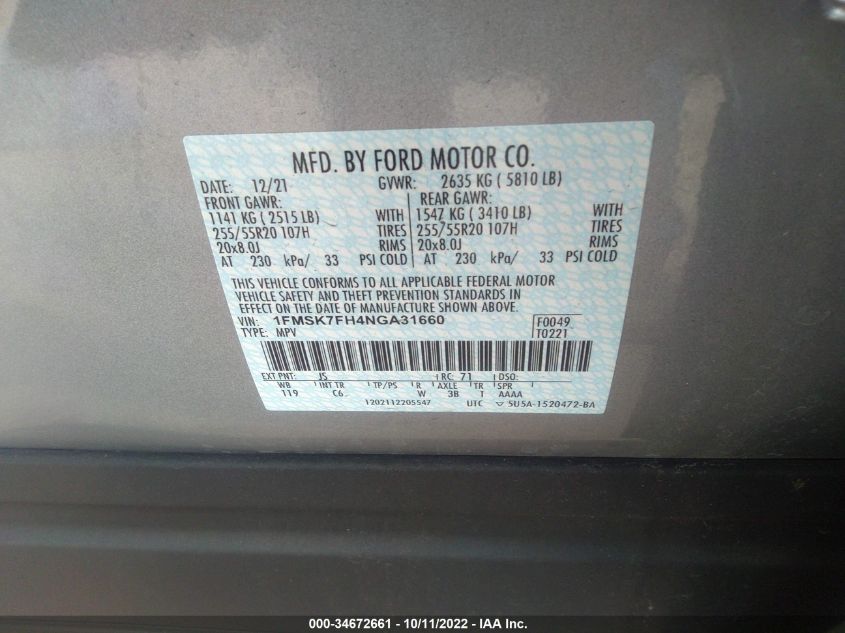 MFD. BY FORD MOTOR CO.
DATE: 12/21 GVWR: 2635 KG ( 5810 LB)
FRONT GAWR: REAR GAWR:
1141 KG ( 2515 LB) WITH 1547 KG ( 3410 LB) WITH
255/55R20 107H TIRES 255/55R20 107H TIRES
20x8.0J RIMS 20x8.0J RIMS
AT 230 kPa/ 33 PSI COLD AT 230 kPa/ 33 PSI COLD
THIS VEHICLE CONFORMS TO ALL APPLICABLE FEDERAL MOTOR
VEHICLE SAFETY AND THEFT PREVENTION STANDARDS IN
EFFECT ON THE DATE OF MANUFACTURE SHOWN ABOVE.
VIN: 1FMSK7FH4NGA31660 F0049
TYPE: MPV T0221
EXT PNT: JS RC: 71 DSO:
WB INT TR TP/PS R AXLE TR SPR
119 C6 W 3B T AAAA
1202112205547 UTC 5U5A-1520472-BA
000-34672661 - 10/11/2022 - IAA Inc.